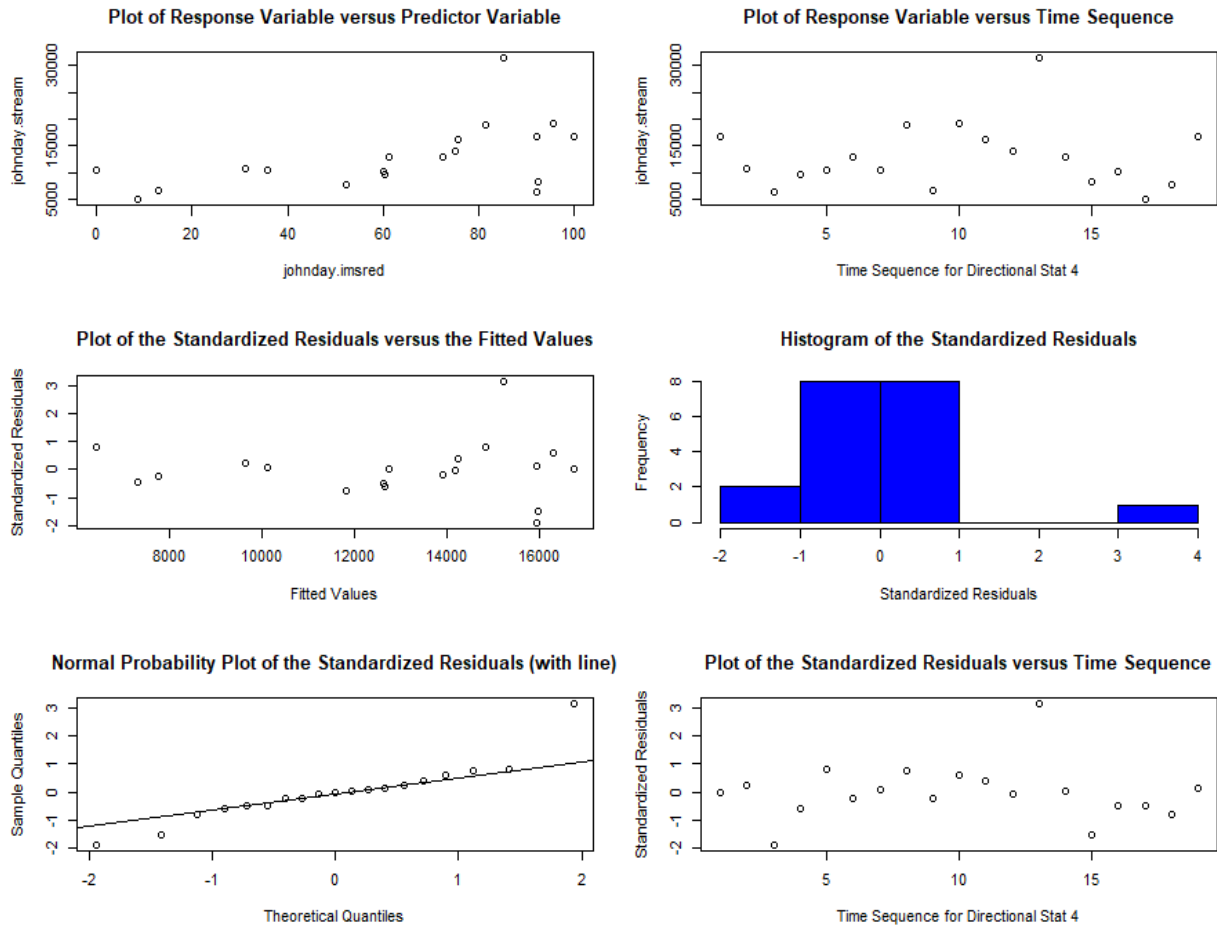 Plot of Response Variable versus Predictor Variable
johnday.stream
5000 15000 30000
0 20 40 60 80 100
johnday.imsred
Plot of Response Variable versus Time Sequence
johnday.stream
5000 15000 30000
5 10 15
Time Sequence for Directional Stat 4
Plot of the Standardized Residuals versus the Fitted Values
Standardized Residuals
-2 -1 0 1 2 3
8000 10000 12000 14000 16000
Fitted Values
Histogram of the Standardized Residuals
Frequency
0 2 4 6 8
-2 -1 0 1 2 3 4
Standardized Residuals
Normal Probability Plot of the Standardized Residuals (with line)
Sample Quantiles
-2 -1 0 1 2 3
-2 -1 0 1 2
Theoretical Quantiles
Plot of the Standardized Residuals versus Time Sequence
Standardized Residuals
-2 -1 0 1 2 3
5 10 15
Time Sequence for Directional Stat 4